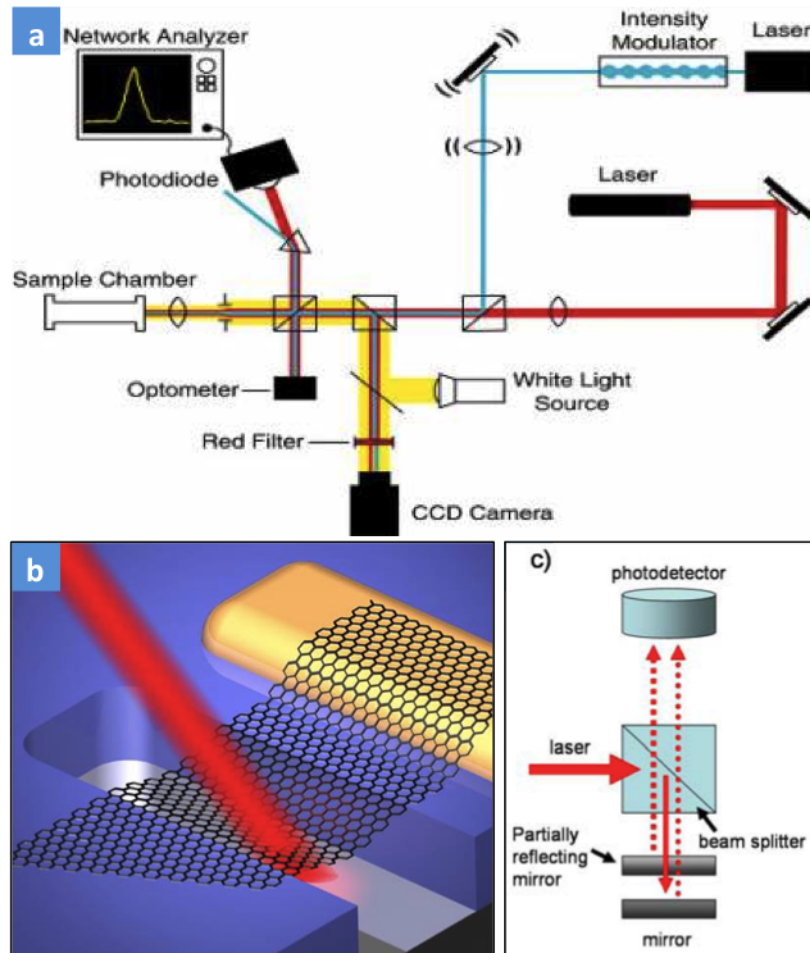 a
Network Analyzer
Intensity
Modulator
Laser
Photodiode
Laser
Sample Chamber
Optometer
White Light
Source
Red Filter
CCD Camera
b
c)
photodetector
laser
beam splitter
Partially
reflecting
mirror
mirror